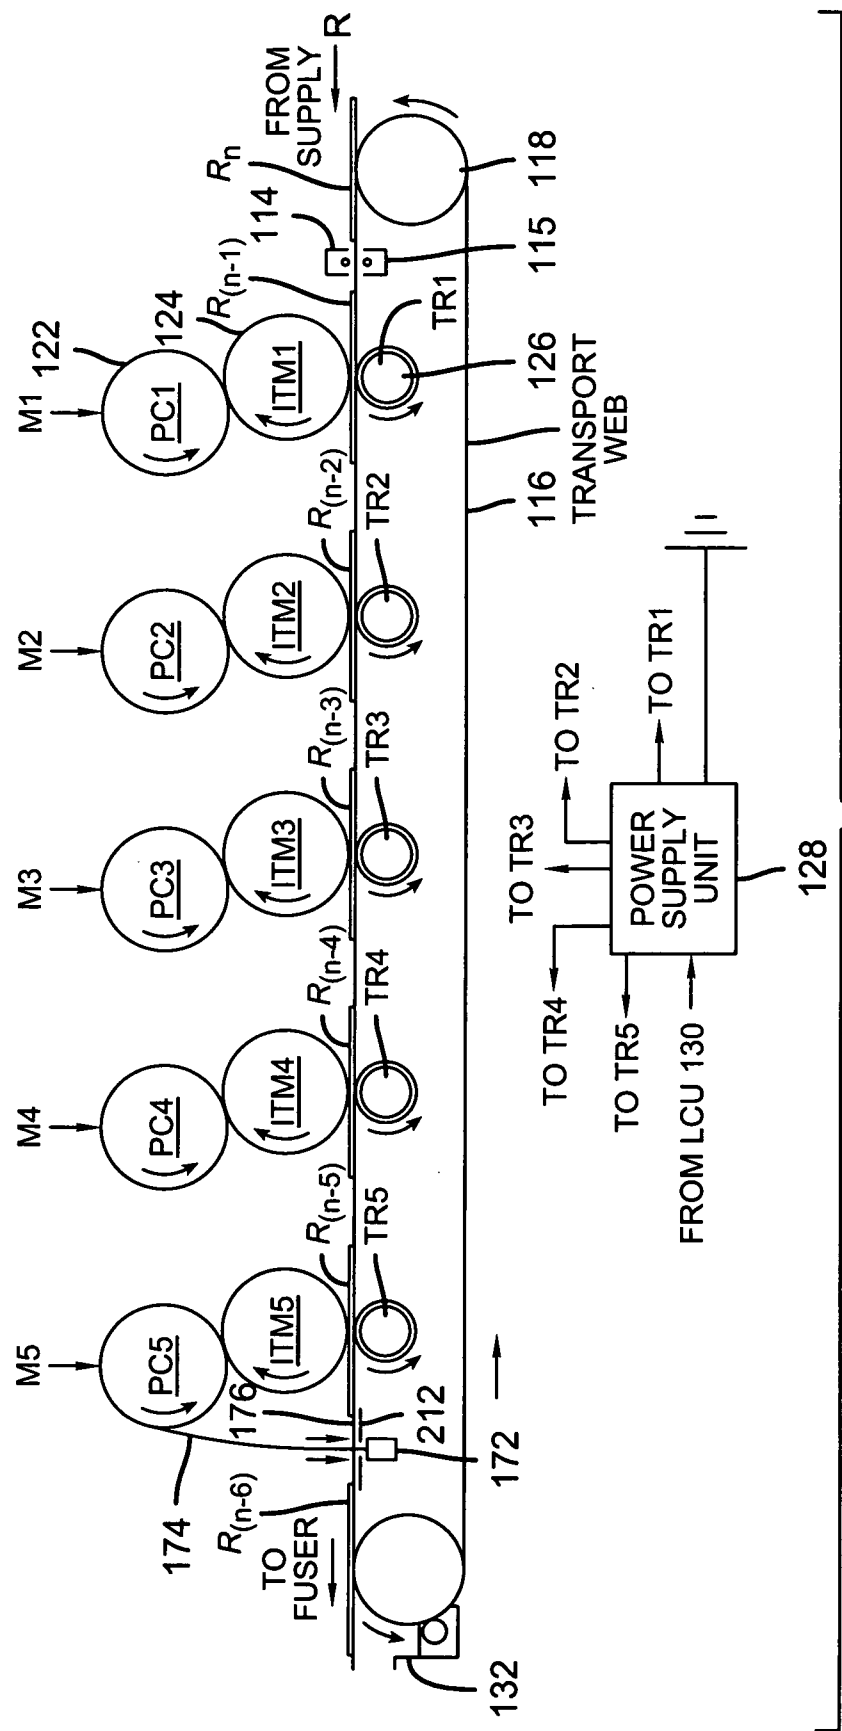 M5
M4
M3
M2
M1
122
PC5
PC4
PC3
PC2
PC1
124
174
ITM5
ITM4
ITM3
ITM2
ITM1
R(n-6)
176
R(n-5)
R(n-4)
R(n-3)
R(n-2)
R(n-1)
114
Rn
TO
FUSER
FROM
SUPPLY
R
212
TR5
TR4
TR3
TR2
TR1
132
172
126
115
118
116
TRANSPORT
WEB
TO TR4
TO TR3
TO TR2
TO TR5
TO TR1
FROM LCU 130
POWER
SUPPLY
UNIT
128